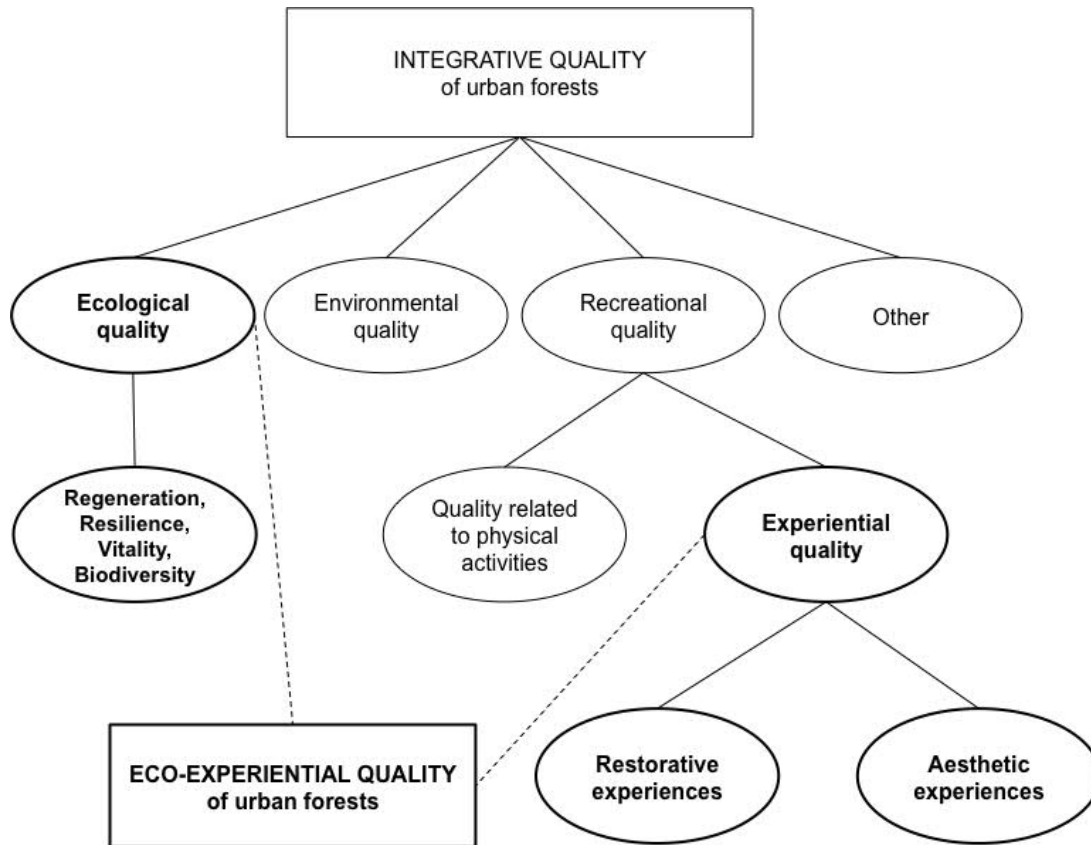 INTEGRATIVE QUALITY
of urban forests
Ecological
quality
Environmental
quality
Recreational
quality
Other
Regeneration,
Resilience,
Vitality,
Biodiversity
Quality related
to physical
activities
Experiential
quality
ECO-EXPERIENTIAL QUALITY
of urban forests
Restorative
experiences
Aesthetic
experiences